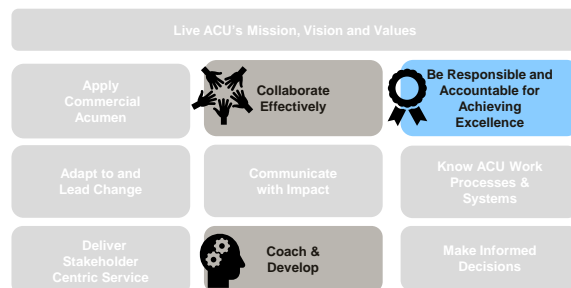 Live ACU's Mission, Vision and Values
Apply
Commercial
Acumen
Collaborate
Effectively
Be Responsible and
Accountable for
Achieving
Excellence
Adapt to and
Lead Change
Communicate
with Impact
Know ACU Work
Processes &
Systems
Deliver
Stakeholder
Centric Service
Coach &
Develop
Make Informed
Decisions